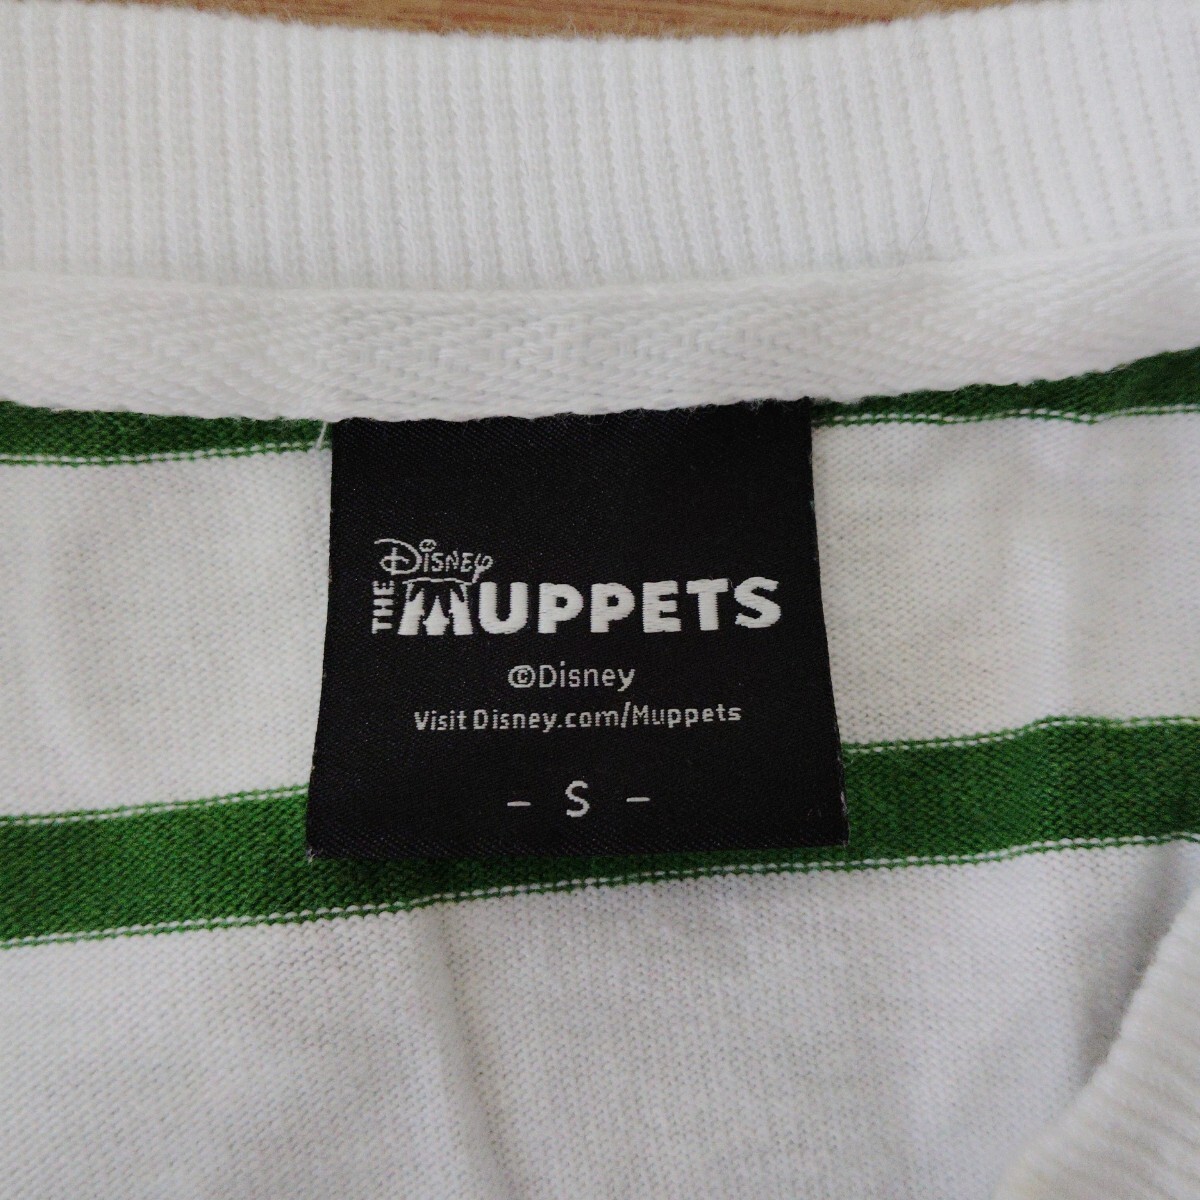 Disney
THE MUPPETS
©Disney
Visit Disney.com/Muppets
- S -